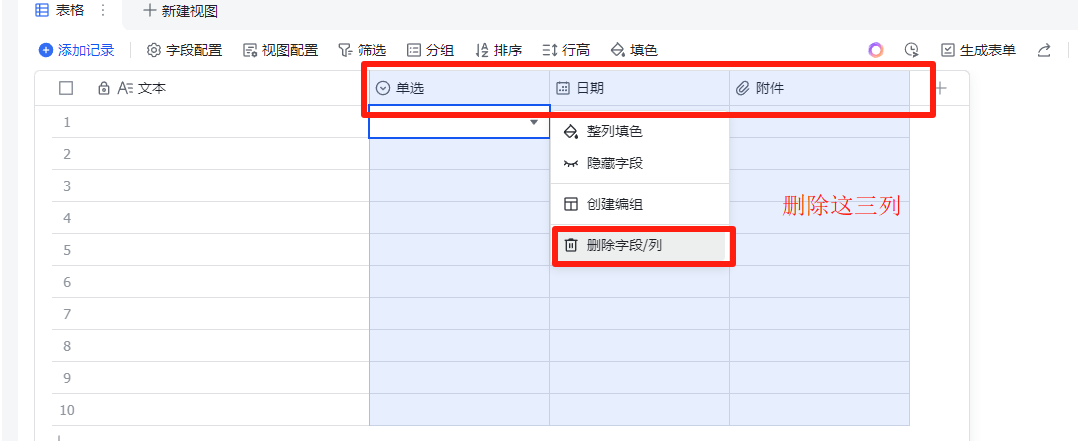 表格
新建视图
添加记录 字段配置 视图配置 筛选 分组 排序 行高 填色 生成表单
文本 单选 日期 附件
1
整列填色
2
隐藏字段
3
创建编组
删除这三列
4
删除字段/列
5
6
7
8
9
10